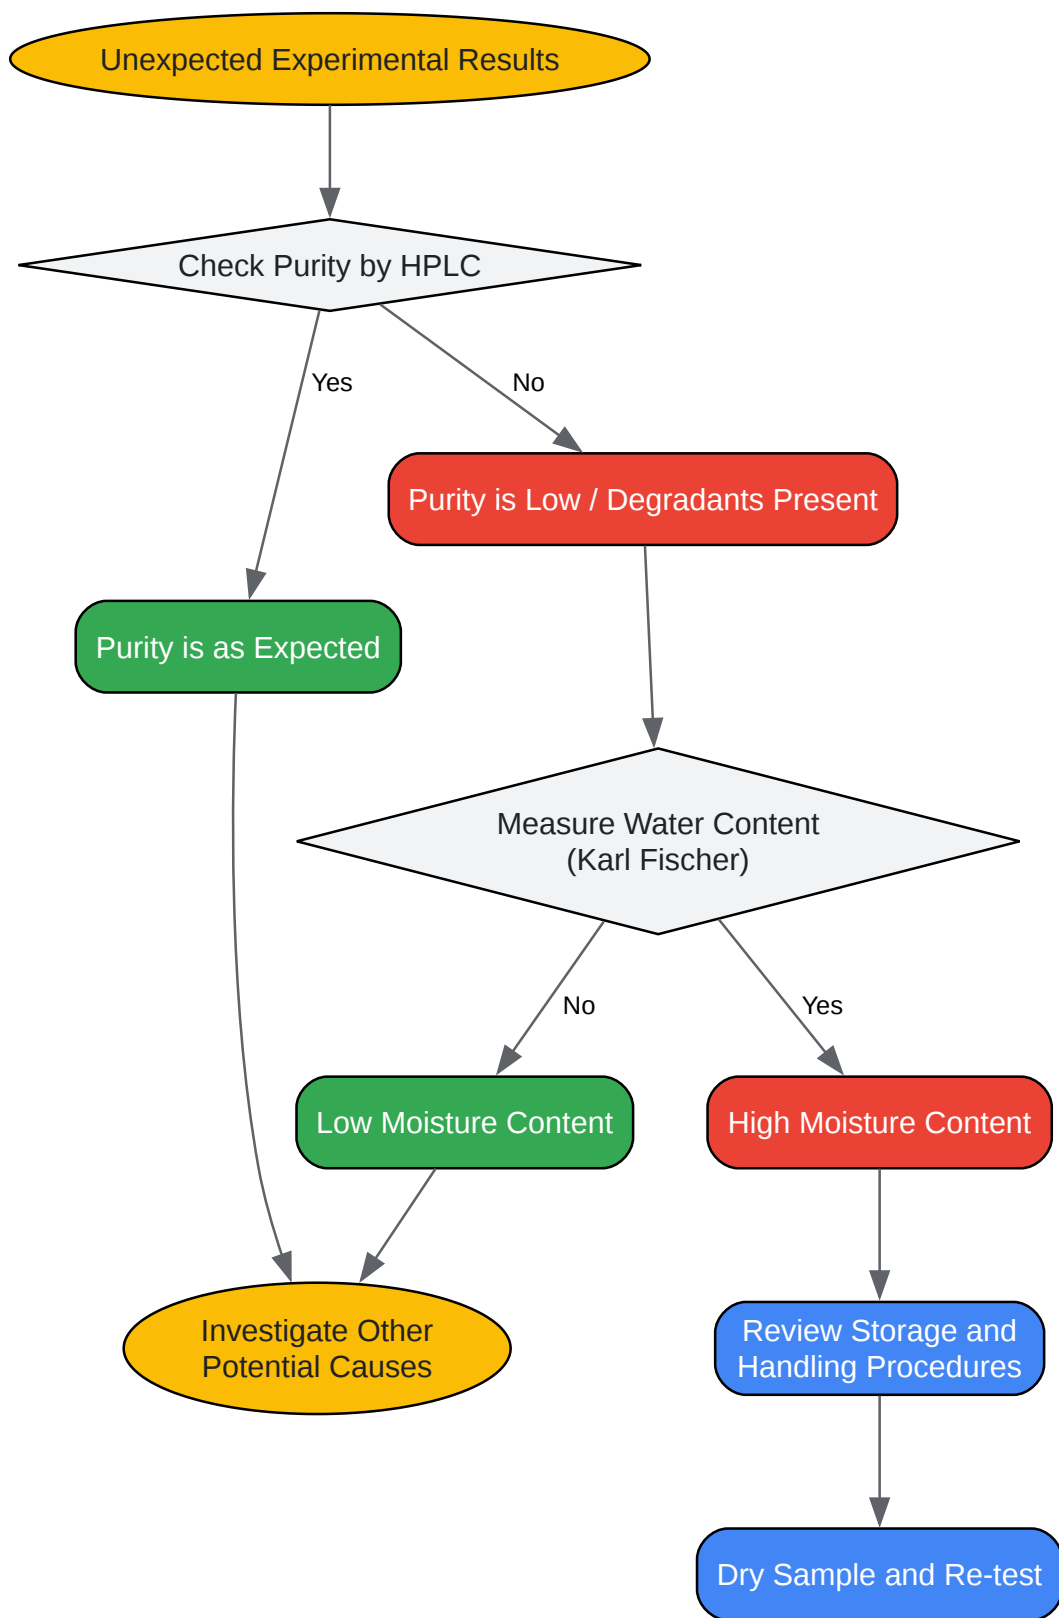 Unexpected Experimental Results
Check Purity by HPLC
Yes
No
Purity is Low / Degradants Present
Purity is as Expected
Measure Water Content
(Karl Fischer)
No
Yes
Low Moisture Content
High Moisture Content
Investigate Other
Potential Causes
Review Storage and
Handling Procedures
Dry Sample and Re-test